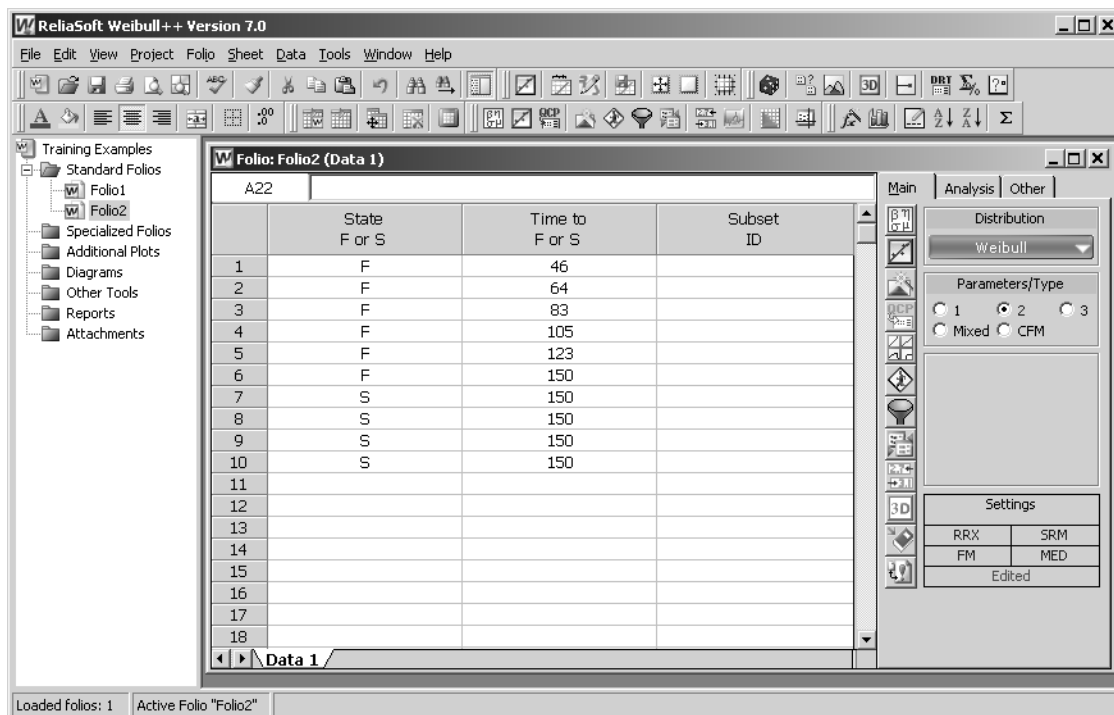 ReliaSoft Weibull++ Version 7.0
File Edit View Project Folio Sheet Data Tools Window Help
Training Examples
Standard Folios
Folio1
Folio2
Specialized Folios
Additional Plots
Diagrams
Other Tools
Reports
Attachments
Folio: Folio2 (Data 1)
A22
State F or S Time to F or S Subset ID
1 F 46
2 F 64
3 F 83
4 F 105
5 F 123
6 F 150
7 S 150
8 S 150
9 S 150
10 S 150
11
12
13
14
15
16
17
18
Data 1
Main Analysis Other
Distribution
Weibull
Parameters/Type
1 2 3
Mixed CFM
QCP
3D
Settings
RRX SRM
FM MED
Edited
Loaded folios: 1 Active Folio "Folio2"